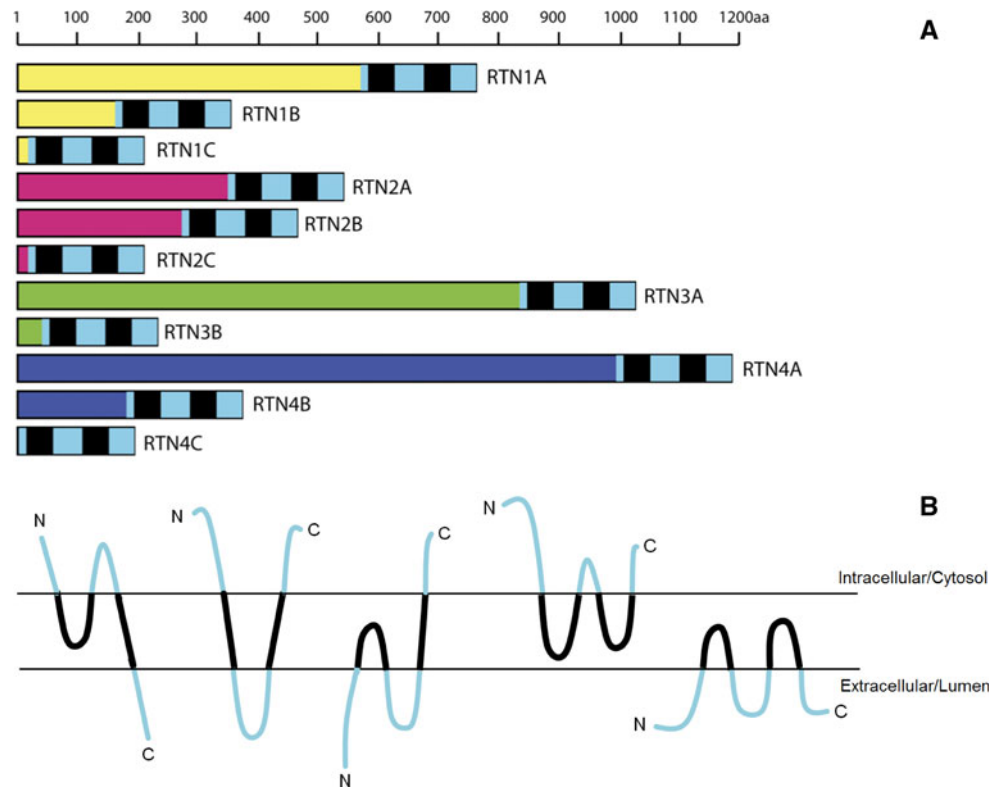 1 100 200 300 400 500 600 700 800 900 1000 1100 1200aa
A
RTN1A
RTN1B
RTN1C
RTN2A
RTN2B
RTN2C
RTN3A
RTN3B
RTN4A
RTN4B
RTN4C
B
N N C C N C
Intracellular/Cytosol
Extracellular/Lumen
C N N C